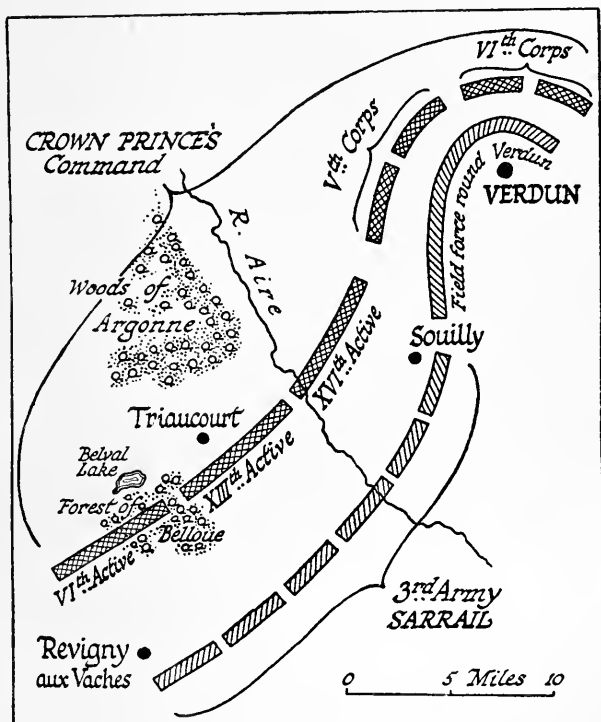 VIth Corps
Vth Corps
CROWN PRINCE'S
Command
Field force round Verdun
VERDUN
R. Aire
Woods of
Argonne
XVIth Active
Souilly
Triaucourt
Belval
Lake
XIIIth Active
Forest of
Belloue
VIth Active
3rd Army
SARRAIL
Revigny
aux Vaches
0 5 Miles 10